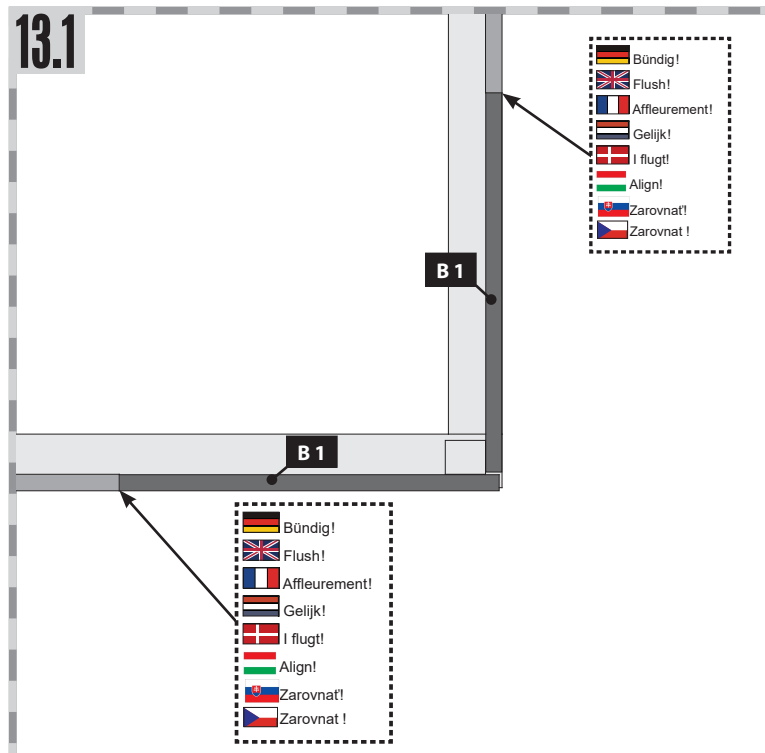 13.1
Bündig!
Flush!
Affleurement!
Gelijk!
I flugt!
Align!
Zarovnat'!
Zarovnat !
B 1
B 1
Bündig!
Flush!
Affleurement!
Gelijk!
I flugt!
Align!
Zarovnat'!
Zarovnat !